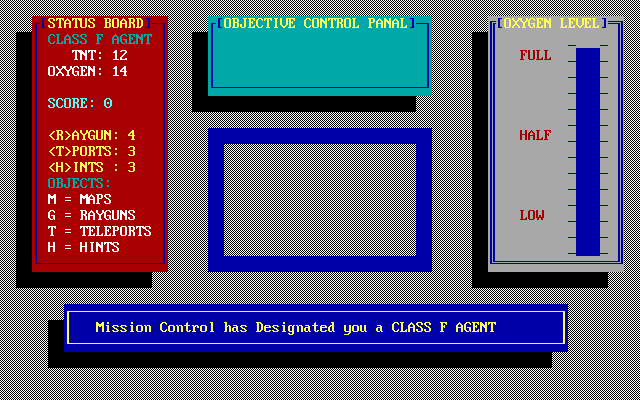 [STATUS BOARD]
CLASS F AGENT
TNT: 12
OXYGEN: 14
SCORE: 0
<R>AYGUN: 4
<T>PORTS: 3
<H>INTS : 3
OBJECTS:
M = MAPS
G = RAYGUNS
T = TELEPORTS
H = HINTS
[OBJECTIVE CONTROL PANAL]
[OXYGEN LEVEL]
FULL
HALF
LOW
Mission Control has Designated you a CLASS F AGENT